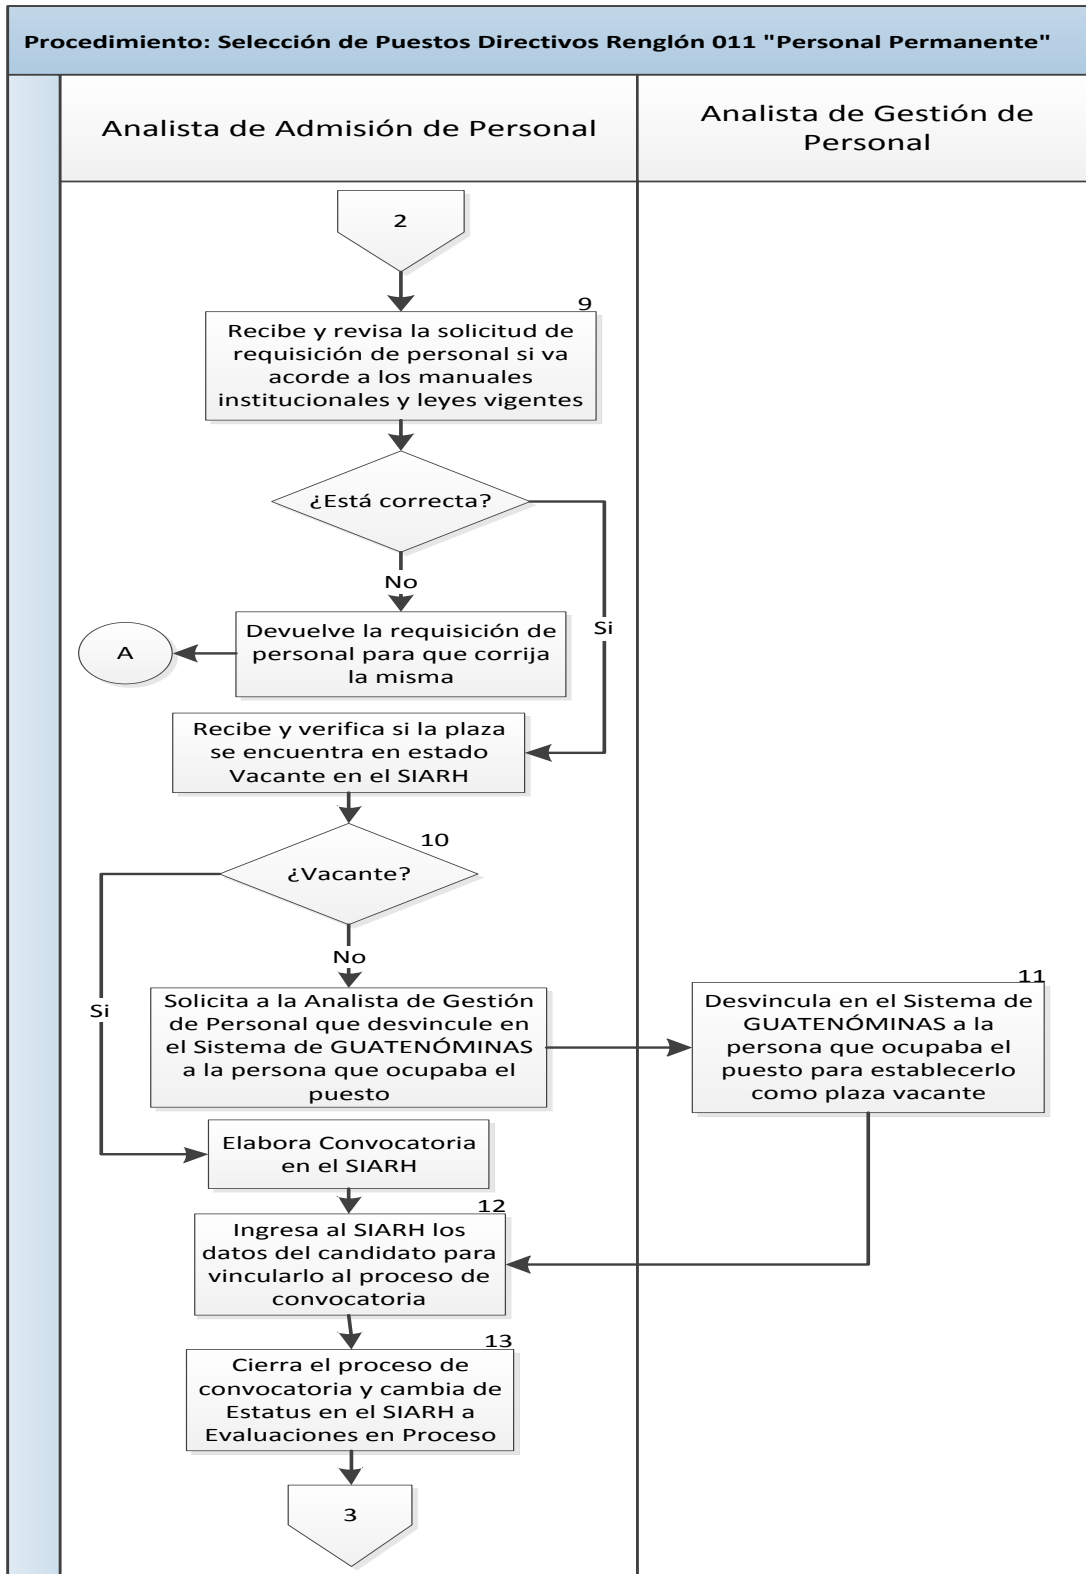 Procedimiento: Selección de Puestos Directivos Renglón 011 "Personal Permanente"
Analista de Admisión de Personal
Analista de Gestión de
Personal
2
9
Recibe y revisa la solicitud de
requisición de personal si va
acorde a los manuales
institucionales y leyes vigentes
¿Está correcta?
No
Si
Devuelve la requisición de
personal para que corrija
la misma
A
Recibe y verifica si la plaza
se encuentra en estado
Vacante en el SIARH
10
¿Vacante?
No
Si
Solicita a la Analista de Gestión
de Personal que desvincule en
el Sistema de GUATENÓMINAS
a la persona que ocupaba el
puesto
11
Desvincula en el Sistema de
GUATENÓMINAS a la
persona que ocupaba el
puesto para establecerlo
como plaza vacante
Elabora Convocatoria
en el SIARH
12
Ingresa al SIARH los
datos del candidato para
vincularlo al proceso de
convocatoria
13
Cierra el proceso de
convocatoria y cambia de
Estatus en el SIARH a
Evaluaciones en Proceso
3